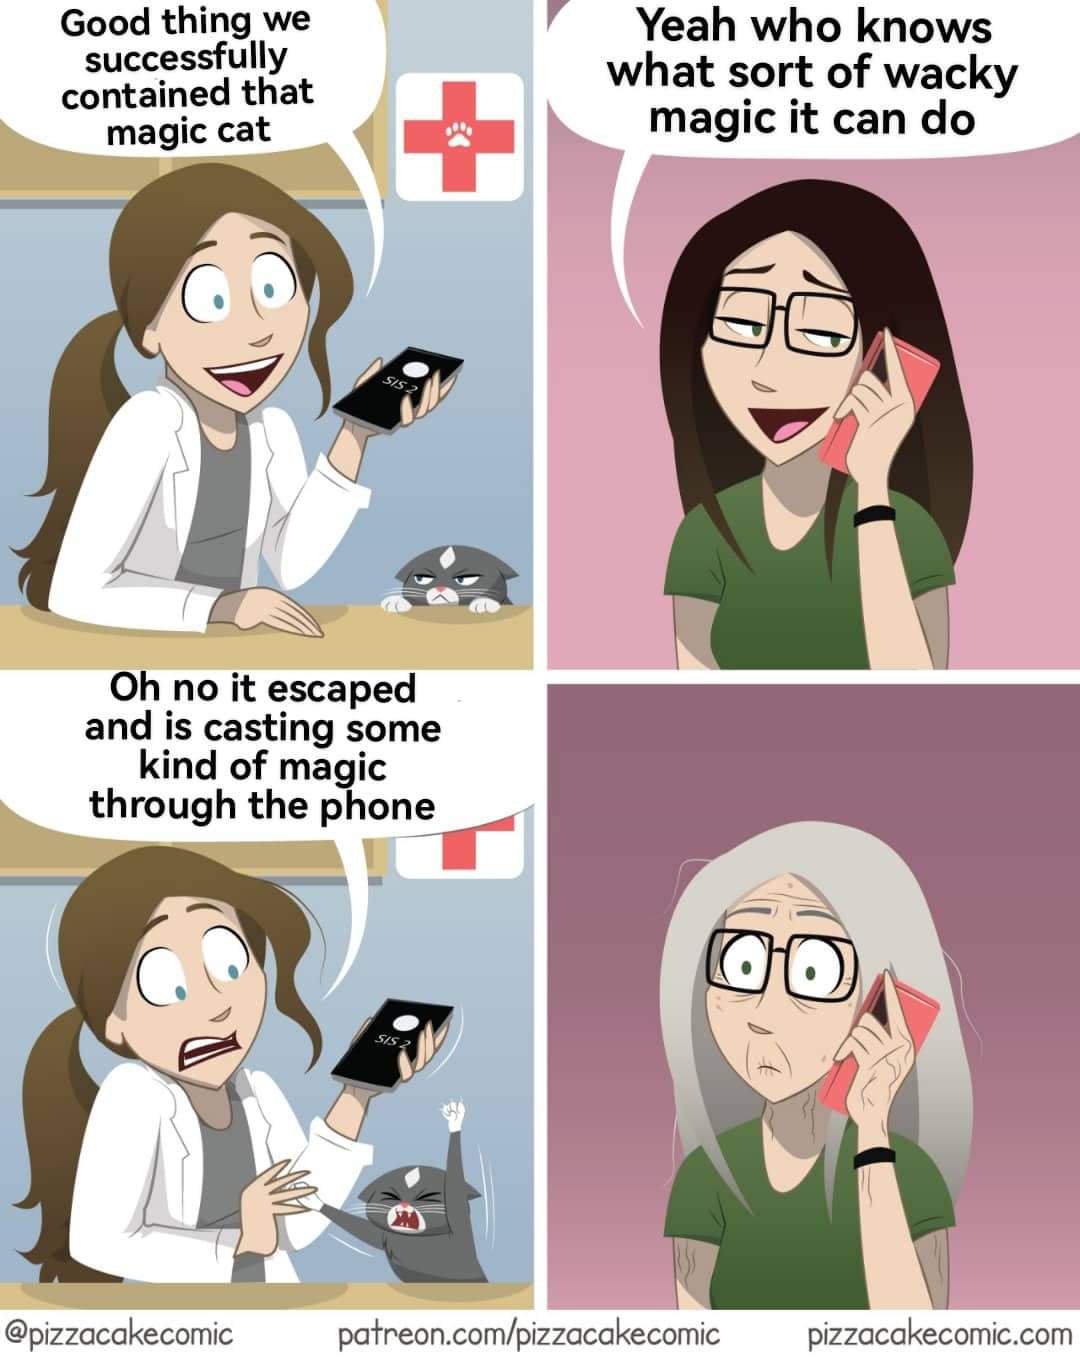 Good thing we
successfully
contained that
magic cat
Yeah who knows
what sort of wacky
magic it can do
SIS 2
Oh no it escaped
and is casting some
kind of magic
through the phone
SIS 2
@pizzacakecomic
patreon.com/pizzacakecomic
pizzacakecomic.com